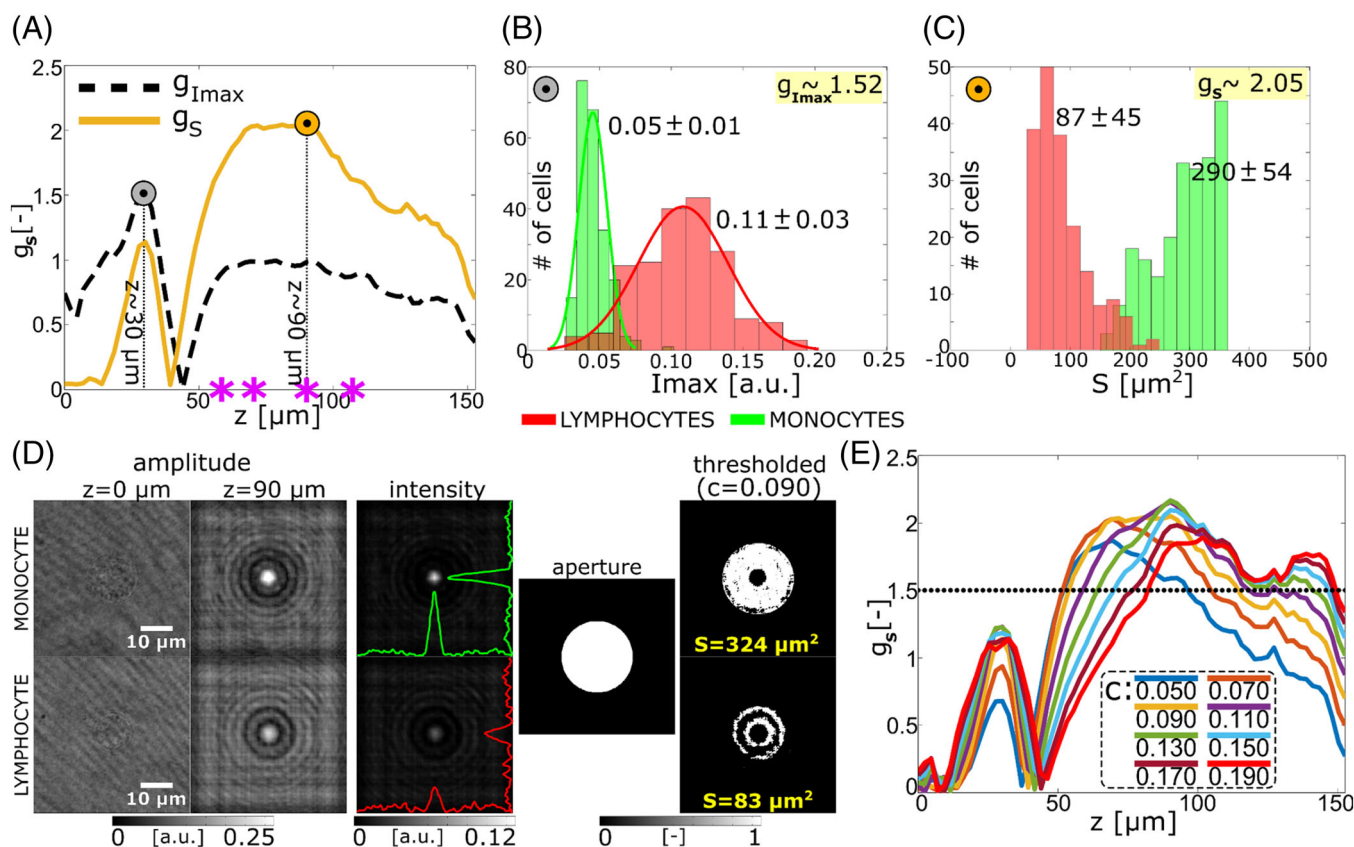 (A)
2.5
2
1.5
1
0.5
0
g_Imax
g_S
g_s[-]
z~30 µm
z~90 µm
0 50 100 150
z [µm]
(B)
80
60
40
20
0
# of cells
g_Imax~ 1.52
0.05±0.01
0.11±0.03
0 0.05 0.1 0.15 0.2 0.25
Imax [a.u.]
(C)
50
40
30
20
10
0
# of cells
g_s~ 2.05
87±45
290±54
-100 0 100 200 300 400 500
S [µm²]
LYMPHOCYTES MONOCYTES
(D)
amplitude
z=0 µm z=90 µm
intensity
thresholded
(c=0.090)
aperture
MONOCYTE
10 µm
S=324 µm²
LYMPHOCYTE
10 µm
S=83 µm²
0 [a.u.] 0.25
0 [a.u.] 0.12
0 [-] 1
(E)
2.5
2
1.5
1
0.5
0
g_s[-]
c:
0.050 0.070
0.090 0.110
0.130 0.150
0.170 0.190
0 50 100 150
z [µm]